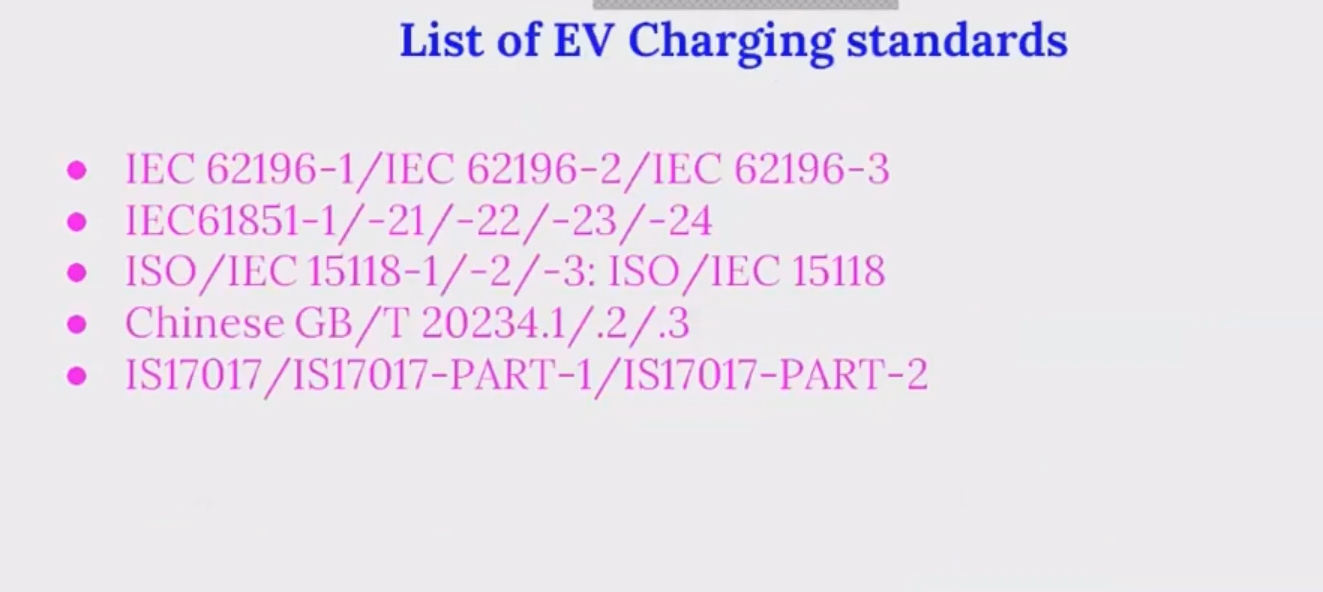 List of EV Charging standards
● IEC 62196-1/IEC 62196-2/IEC 62196-3
● IEC61851-1/-21/-22/-23/-24
● ISO/IEC 15118-1/-2/-3: ISO/IEC 15118
● Chinese GB/T 20234.1/.2/.3
● IS17017/IS17017-PART-1/IS17017-PART-2